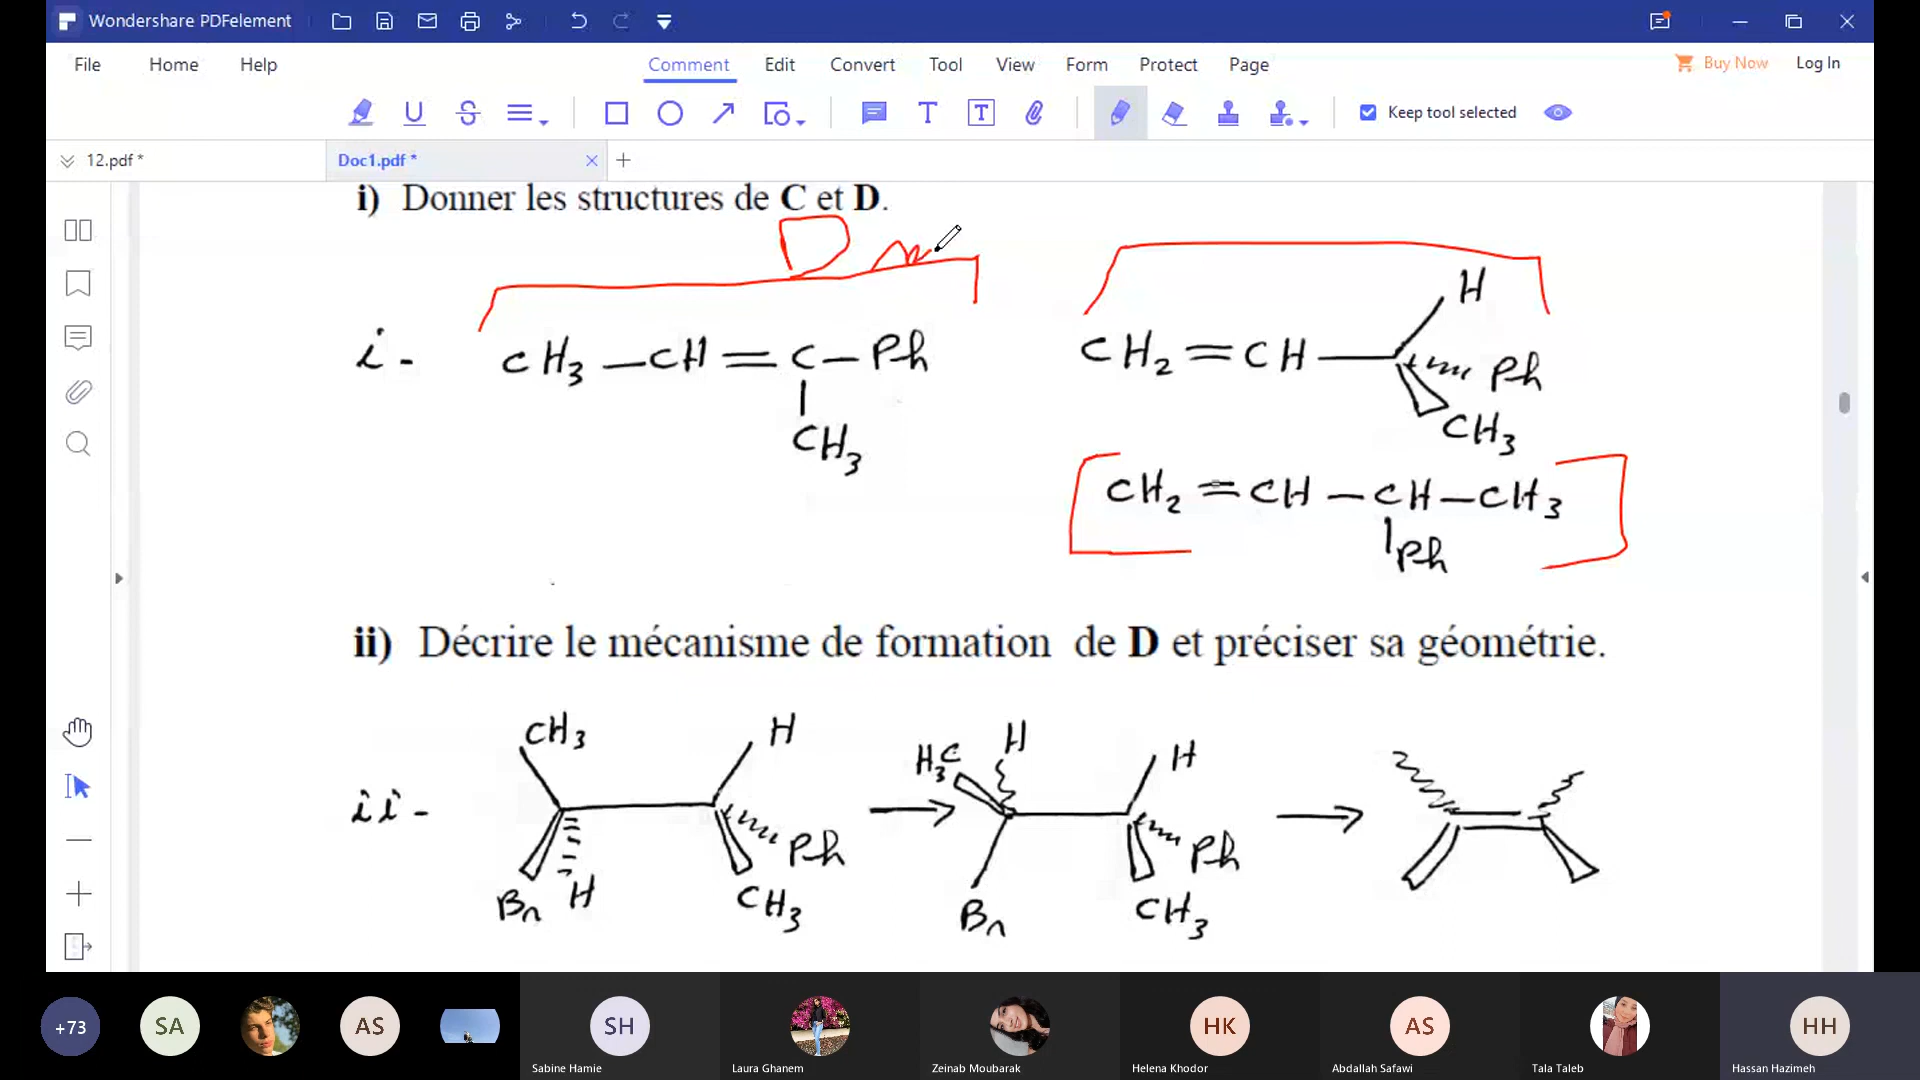 Wondershare PDFelement
File Home Help Comment Edit Convert Tool View Form Protect Page Buy Now Log In
Keep tool selected
12.pdf * Doc1.pdf *
i) Donner les structures de C et D.
D
i - CH3 — CH = C — Ph
CH3
CH2 = CH — H
Ph
CH3
CH2 = CH — CH — CH3
Ph
ii) Décrire le mécanisme de formation de D et préciser sa géométrie.
ii - CH3 H
Br H Ph
CH3
H3C H H
Br Ph
CH3
+73 SA AS SH HK AS HH
Sabine Hamie Laura Ghanem Zeinab Moubarak Helena Khodor Abdallah Safawi Tala Taleb Hassan Hazimeh